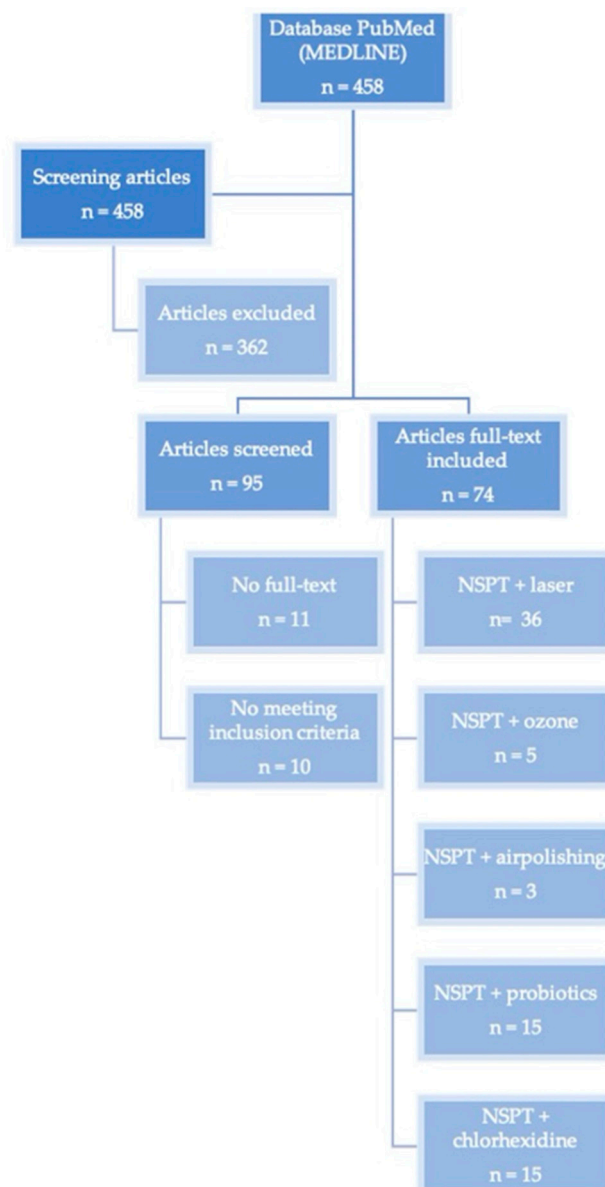 Database PubMed
(MEDLINE)
n = 458
Screening articles
n = 458
Articles excluded
n = 362
Articles screened
n = 95
Articles full-text
included
n = 74
No full-text
n = 11
No meeting
inclusion criteria
n = 10
NSPT + laser
n= 36
NSPT + ozone
n = 5
NSPT + airpolishing
n = 3
NSPT + probiotics
n = 15
NSPT +
chlorhexidine
n = 15